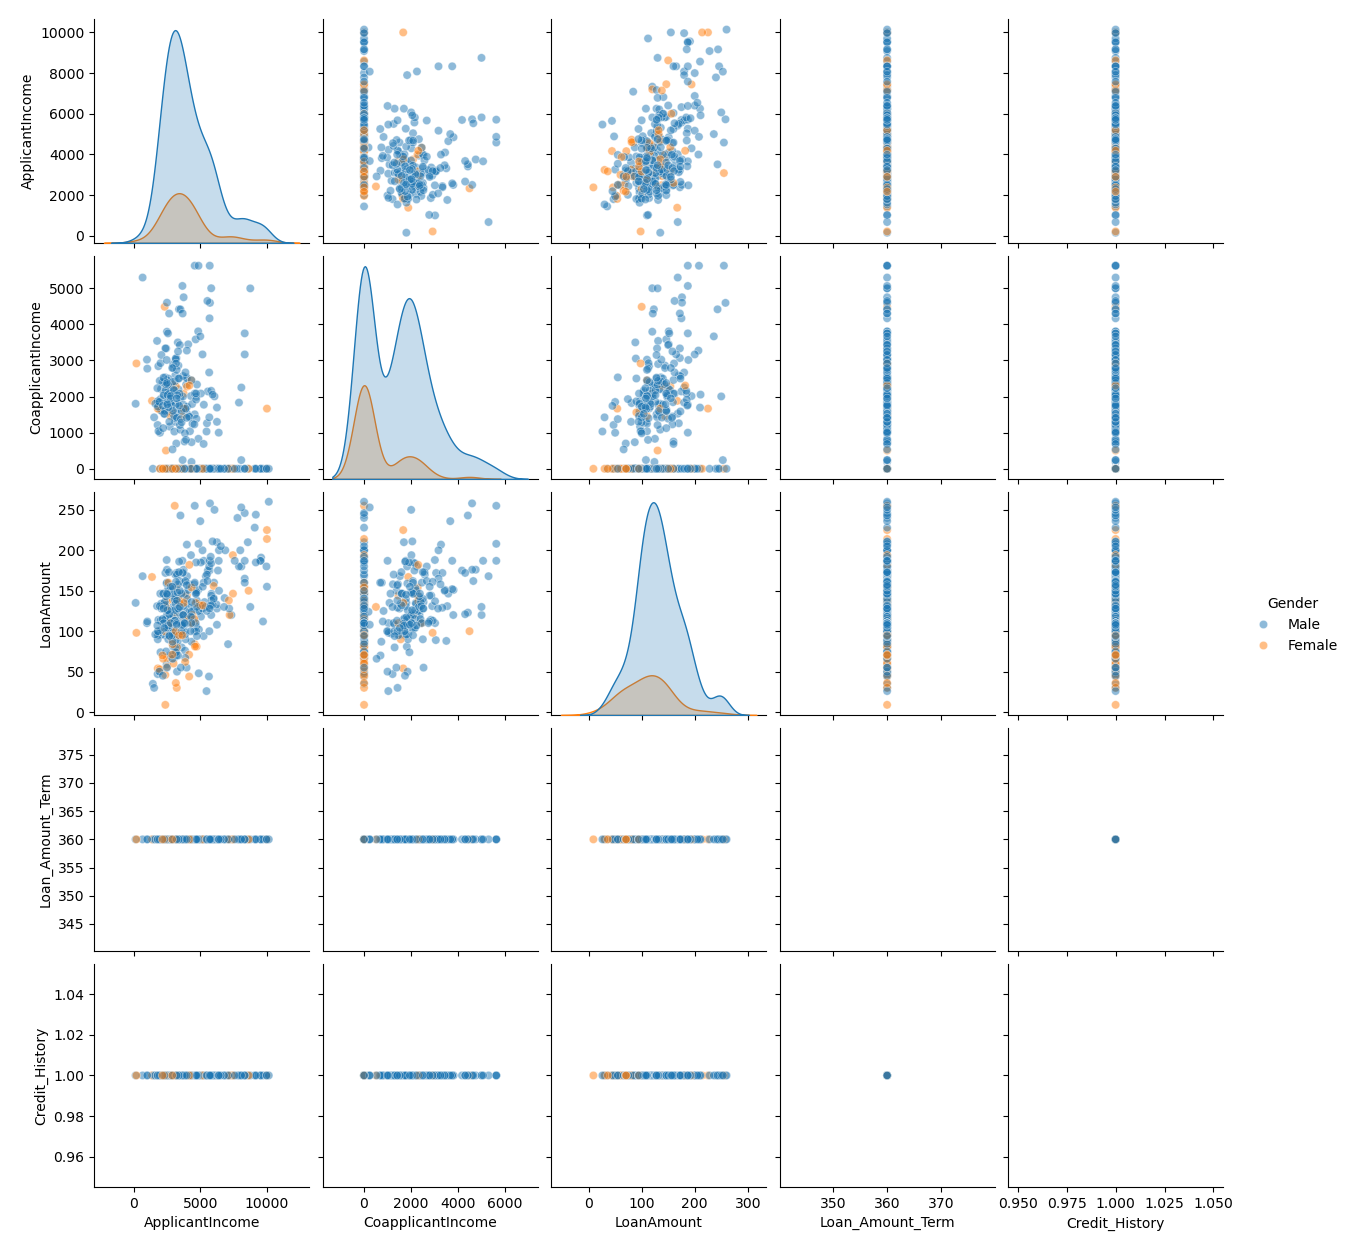 10000
8000
6000
4000
2000
0
ApplicantIncome
5000
4000
3000
2000
1000
0
CoapplicantIncome
250
200
150
100
50
0
LoanAmount
Gender
Male
Female
375
370
365
360
355
350
345
Loan_Amount_Term
1.04
1.02
1.00
0.98
0.96
Credit_History
0 5000 10000
0 2000 4000 6000
0 100 200 300
350 360 370
0.950 0.975 1.000 1.025 1.050
ApplicantIncome
CoapplicantIncome
LoanAmount
Loan_Amount_Term
Credit_History